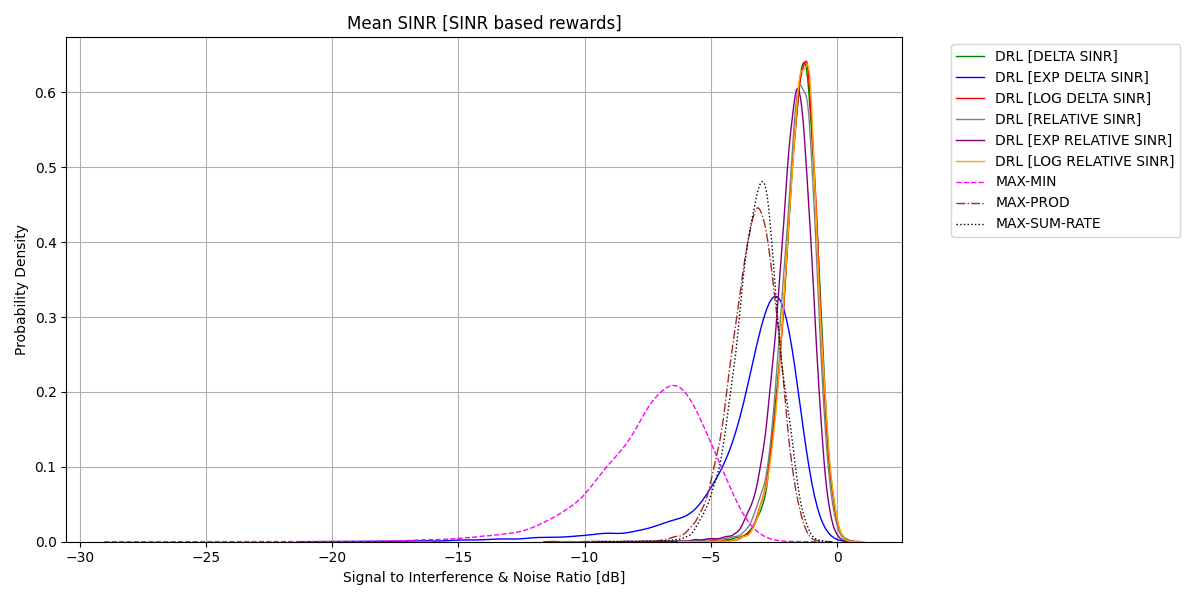 Mean SINR [SINR based rewards]
Probability Density
0.6
0.5
0.4
0.3
0.2
0.1
0.0
−30
−25
−20
−15
−10
−5
0
Signal to Interference & Noise Ratio [dB]
DRL [DELTA SINR]
DRL [EXP DELTA SINR]
DRL [LOG DELTA SINR]
DRL [RELATIVE SINR]
DRL [EXP RELATIVE SINR]
DRL [LOG RELATIVE SINR]
MAX-MIN
MAX-PROD
MAX-SUM-RATE